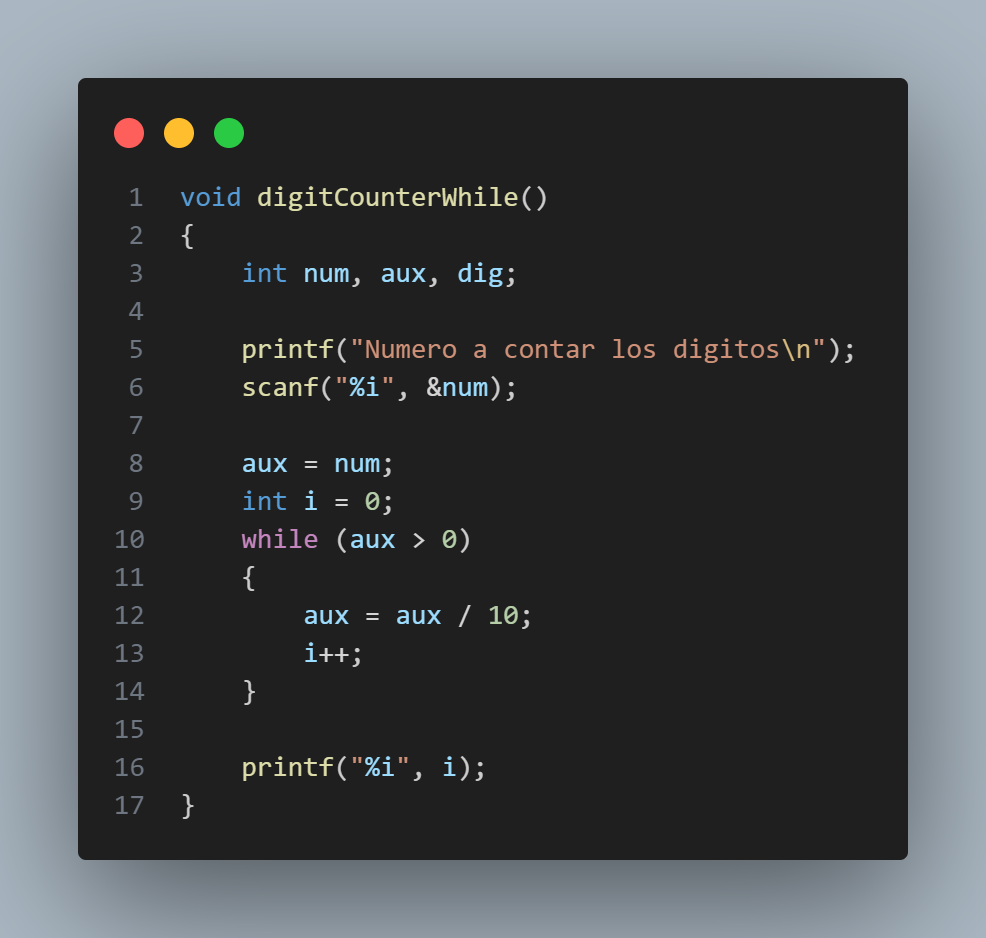 1 void digitCounterWhile()
2 {
3     int num, aux, dig;
4
5     printf("Numero a contar los digitos\n");
6     scanf("%i", &num);
7
8     aux = num;
9     int i = 0;
10     while (aux > 0)
11     {
12         aux = aux / 10;
13         i++;
14     }
15
16     printf("%i", i);
17 }